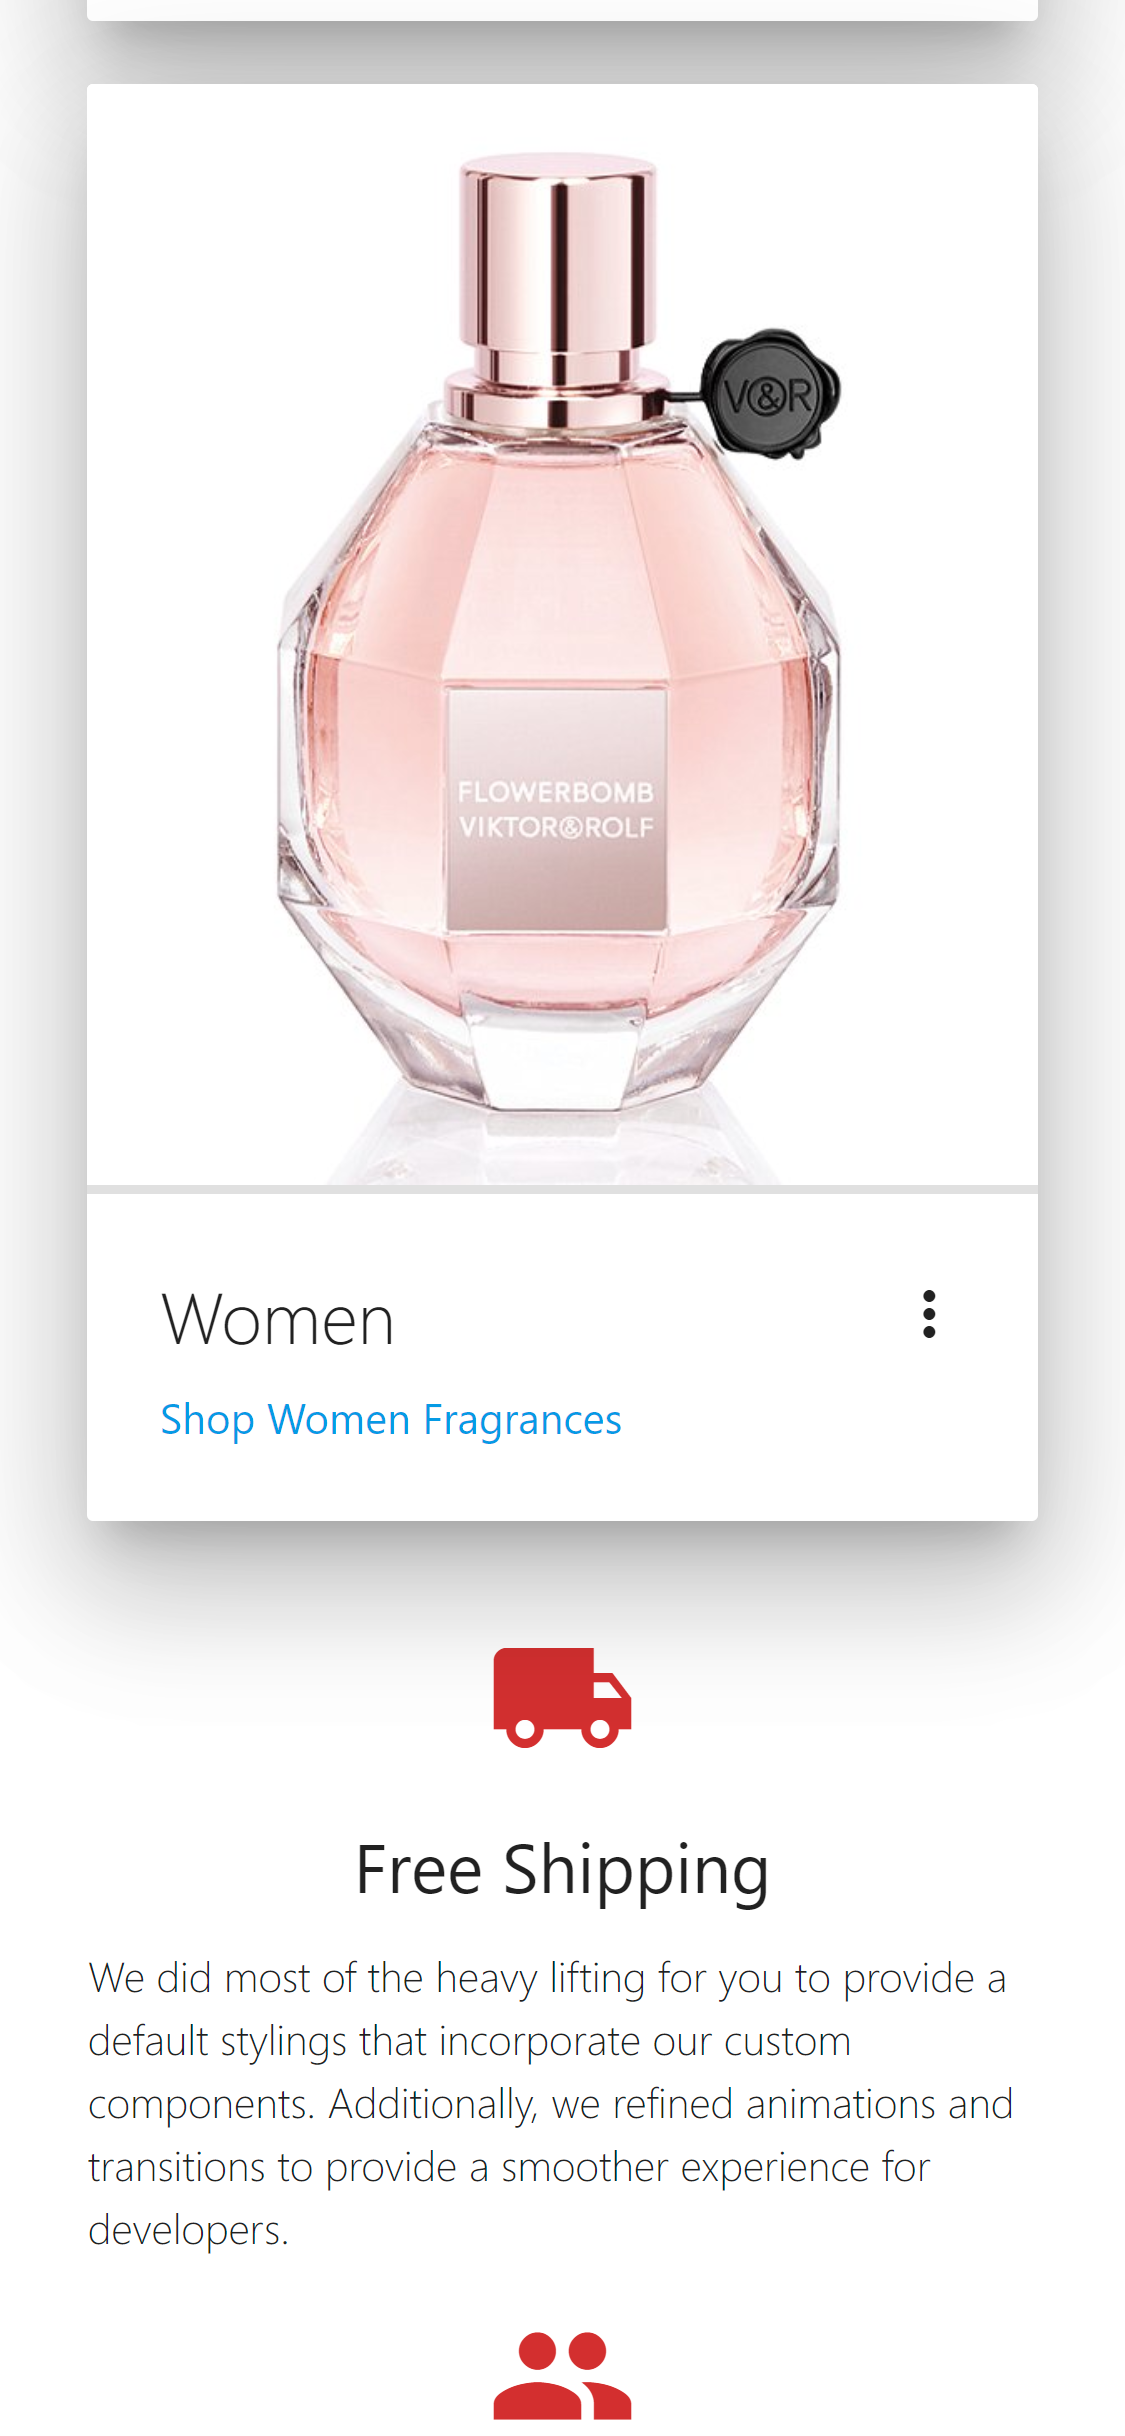 V&R
FLOWERBOMB
VIKTOR&ROLF
Women
Shop Women Fragrances
Free Shipping
We did most of the heavy lifting for you to provide a
default stylings that incorporate our custom
components. Additionally, we refined animations and
transitions to provide a smoother experience for
developers.